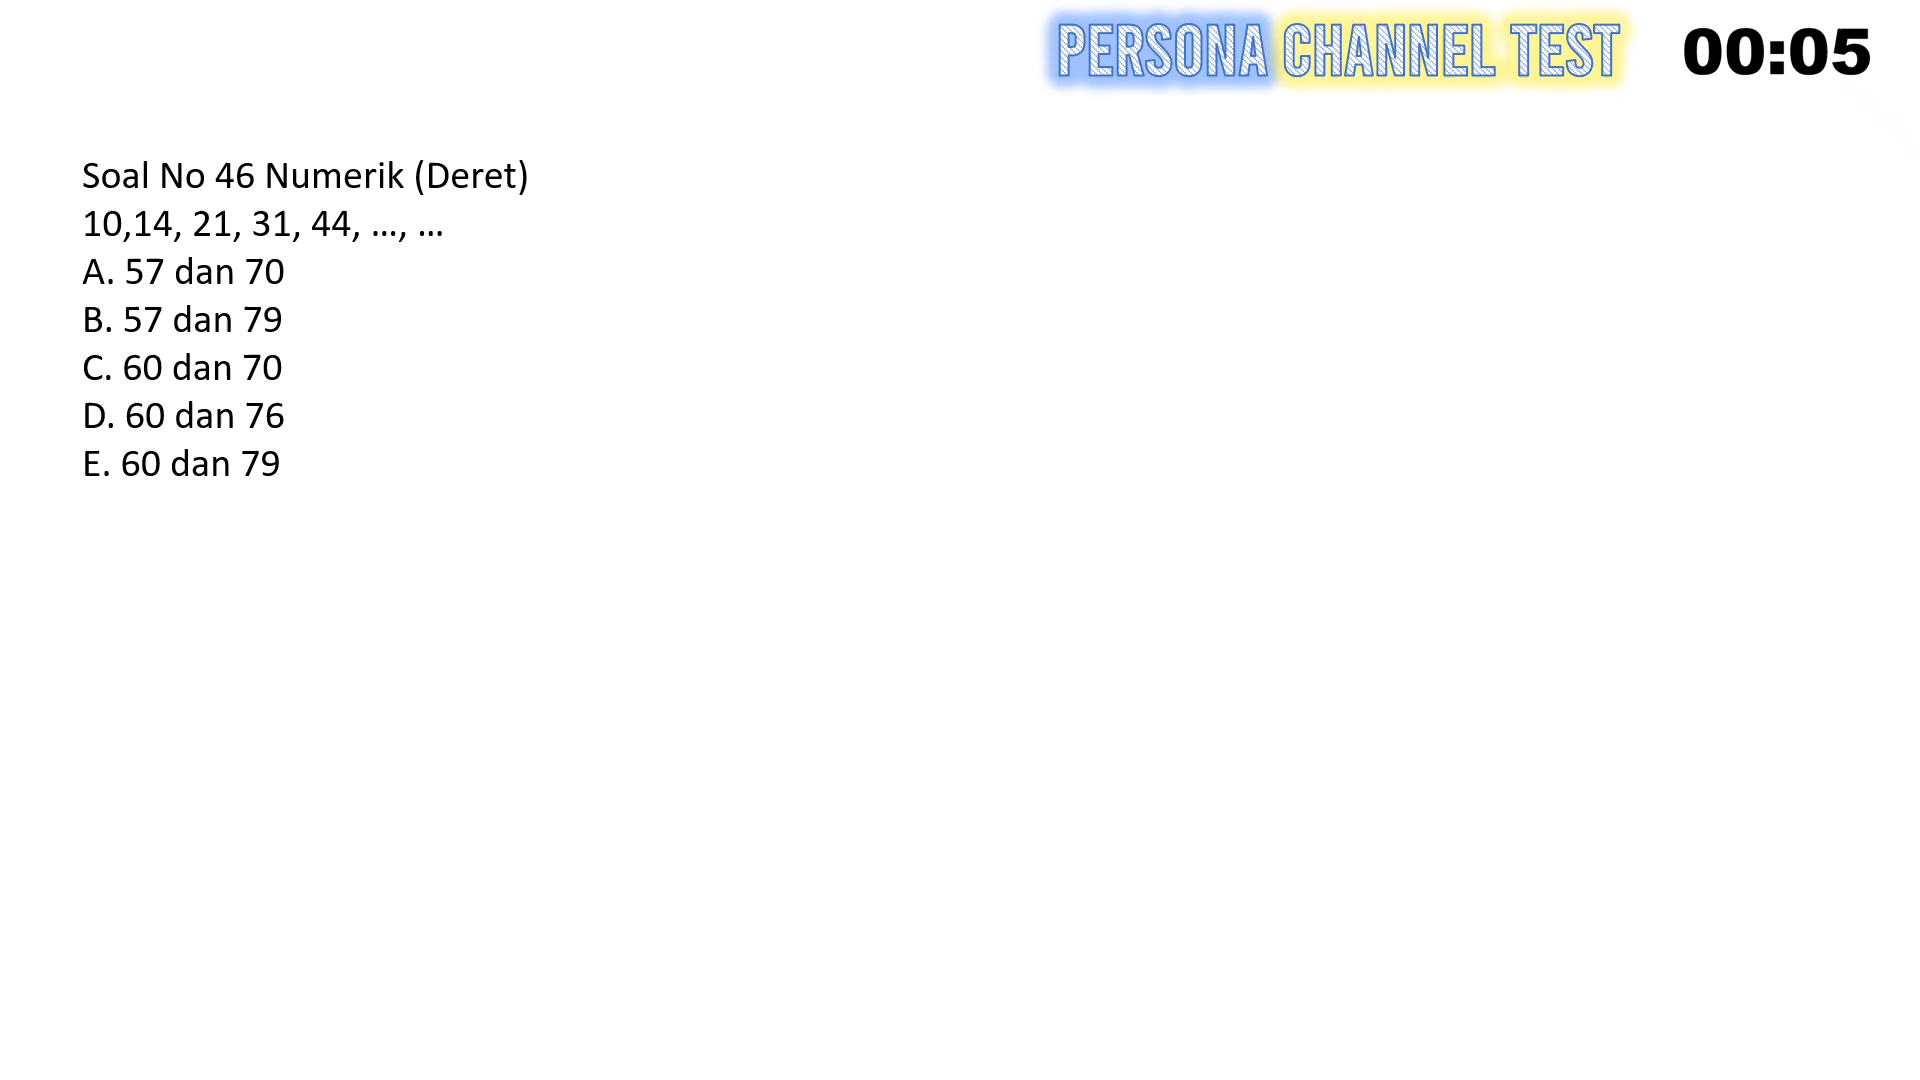 PERSONA CHANNEL TEST 00:05
Soal No 46 Numerik (Deret)
10,14, 21, 31, 44, ..., ...
A. 57 dan 70
B. 57 dan 79
C. 60 dan 70
D. 60 dan 76
E. 60 dan 79